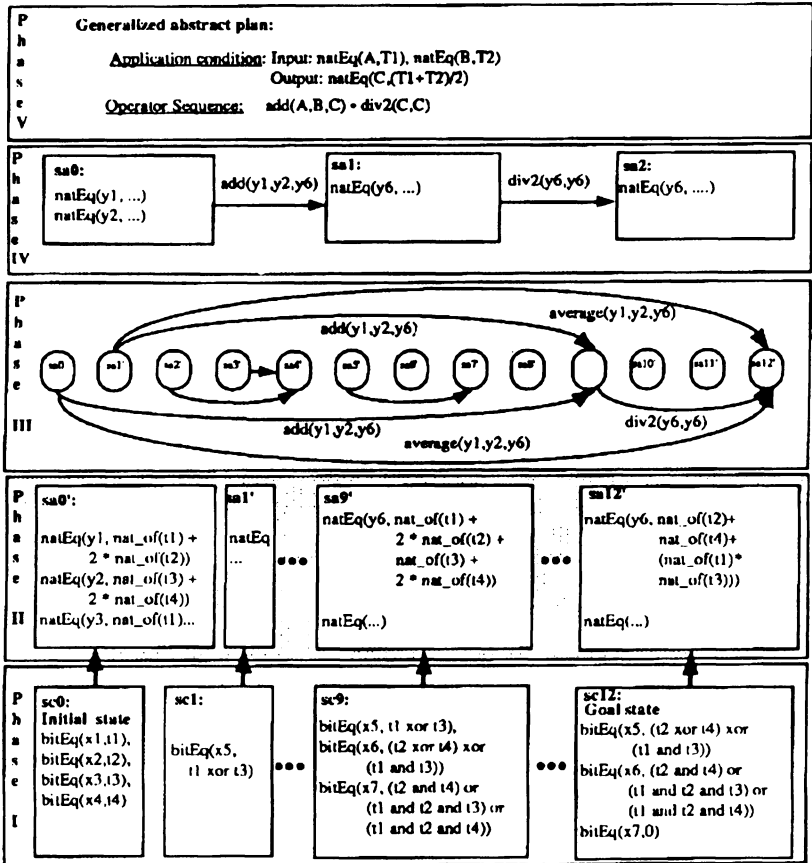 Phase V
Generalized abstract plan:
Application condition: Input: natEq(A,T1), natEq(B,T2)
Output: natEq(C,(T1+T2)/2)
Operator Sequence: add(A,B,C) • div2(C,C)
Phase IV
sa0:
natEq(y1, ...)
natEq(y2, ...)
add(y1,y2,y6)
sa1:
natEq(y6, ...)
div2(y6,y6)
sa2:
natEq(y6, ....)
Phase III
average(y1,y2,y6)
add(y1,y2,y6)
sa0 sa1' sa2' sa3' sa4' sa5' sa6' sa7' sa8' sa10' sa11' sa12'
add(y1,y2,y6)
div2(y6,y6)
average(y1,y2,y6)
Phase II
sa0':
natEq(y1, nat_of(t1) +
2 * nat_of(t2))
natEq(y2, nat_of(t3) +
2 * nat_of(t4))
natEq(y3, nat_of(t1)...
sa1'
natEq
...
•••
sa9'
natEq(y6, nat_of(t1) +
2 * nat_of(t2) +
nat_of(t3) +
2 * nat_of(t4))
natEq(...)
•••
sa12'
natEq(y6, nat_of(t2)+
nat_of(t4)+
(nat_of(t1)*
nat_of(t3)))
natEq(...)
Phase I
sc0:
Initial state
bitEq(x1,t1),
bitEq(x2,t2),
bitEq(x3,t3),
bitEq(x4,t4)
sc1:
bitEq(x5,
t1 xor t3)
•••
sc9:
bitEq(x5, t1 xor t3),
bitEq(x6, (t2 xor t4) xor
(t1 and t3))
bitEq(x7, (t2 and t4) or
(t1 and t2 and t3) or
(t1 and t2 and t4))
•••
sc12:
Goal state
bitEq(x5, (t2 xor t4) xor
(t1 and t3))
bitEq(x6, (t2 and t4) or
(t1 and t2 and t3) or
(t1 and t2 and t4))
bitEq(x7,0)